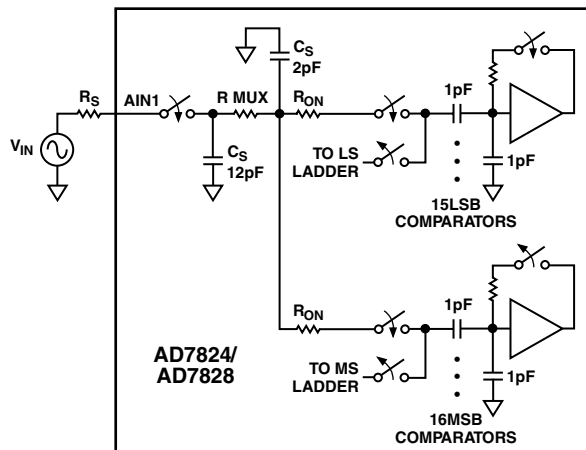 C_S
2pF
R_S
AIN1
R MUX
R_ON
1pF
V_IN
C_S
12pF
TO LS
LADDER
1pF
15LSB
COMPARATORS
R_ON
1pF
AD7824/
AD7828
TO MS
LADDER
1pF
16MSB
COMPARATORS